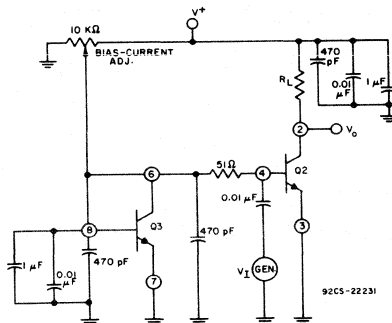 V+
10 KΩ
BIAS-CURRENT
ADJ.
470
pF
0.01
μF
1 μF
RL
2
Vo
6
51Ω
4
Q2
0.01 μF
8
Q3
3
470 pF
470 pF
1 μF
0.01
μF
7
VI
GEN.
92CS-22231